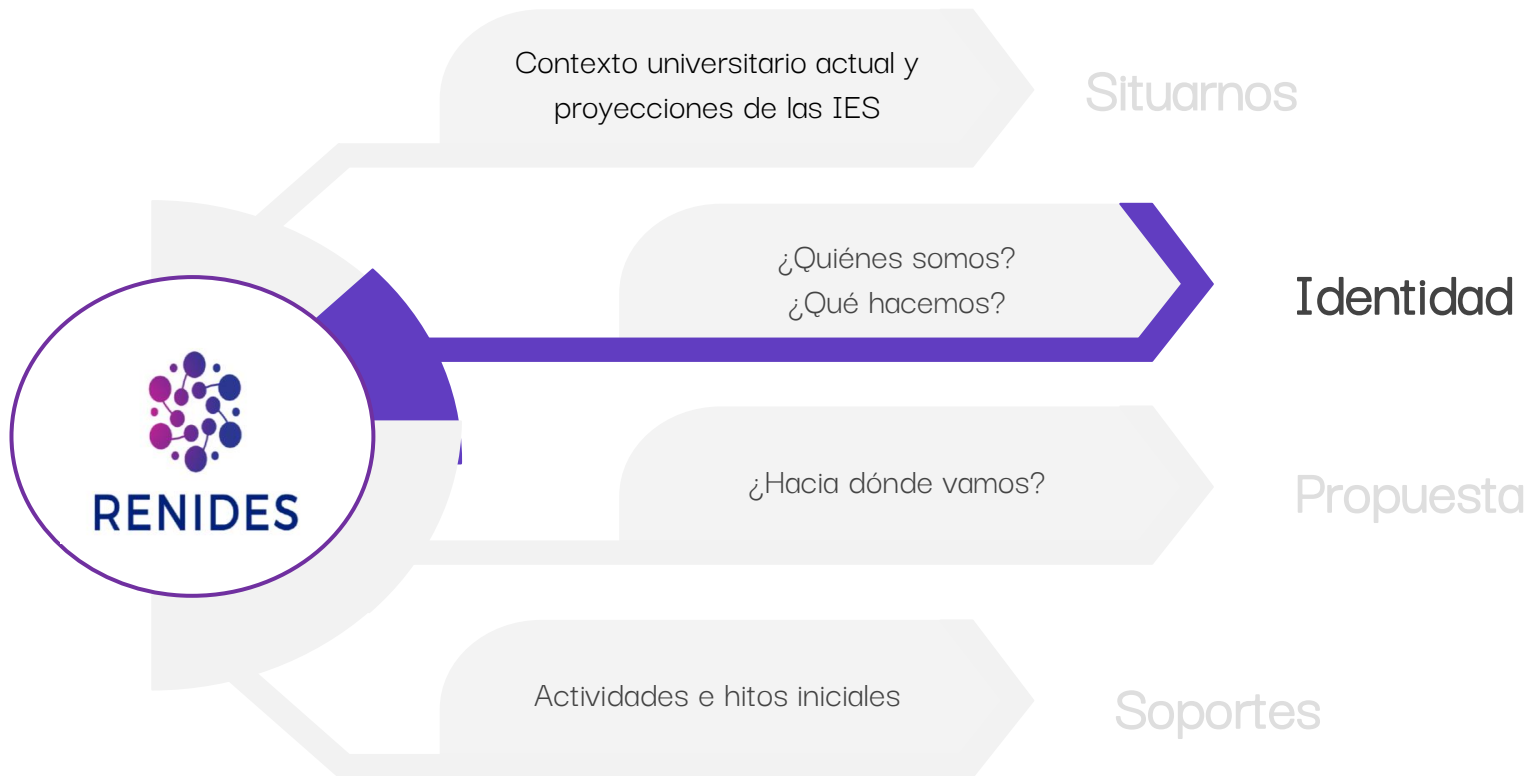 Contexto universitario actual y
proyecciones de las IES
Situarnos
¿Quiénes somos?
¿Qué hacemos?
Identidad
RENIDES
¿Hacia dónde vamos?
Propuesta
Actividades e hitos iniciales
Soportes